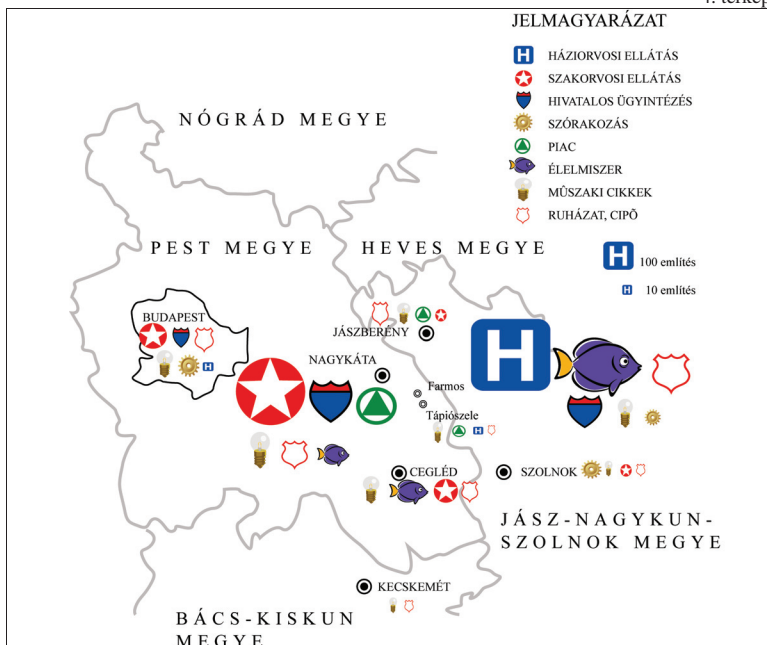 4. térkép
JELMAGYARÁZAT
HÁZIORVOSI ELLÁTÁS
SZAKORVOSI ELLÁTÁS
HIVATALOS ÜGYINTÉZÉS
SZÓRAKOZÁS
PIAC
ÉLELMISZER
MÛSZAKI CIKKEK
RUHÁZAT, CIPÕ
H 100 említés
H 10 említés
NÓGRÁD MEGYE
PEST MEGYE
HEVES MEGYE
BUDAPEST
JÁSZBERÉNY
NAGYKÁTA
Farmos
Tápiószele
CEGLÉD
SZOLNOK
JÁSZ-NAGYKUN-
SZOLNOK MEGYE
KECSKEMÉT
BÁCS-KISKUN
MEGYE